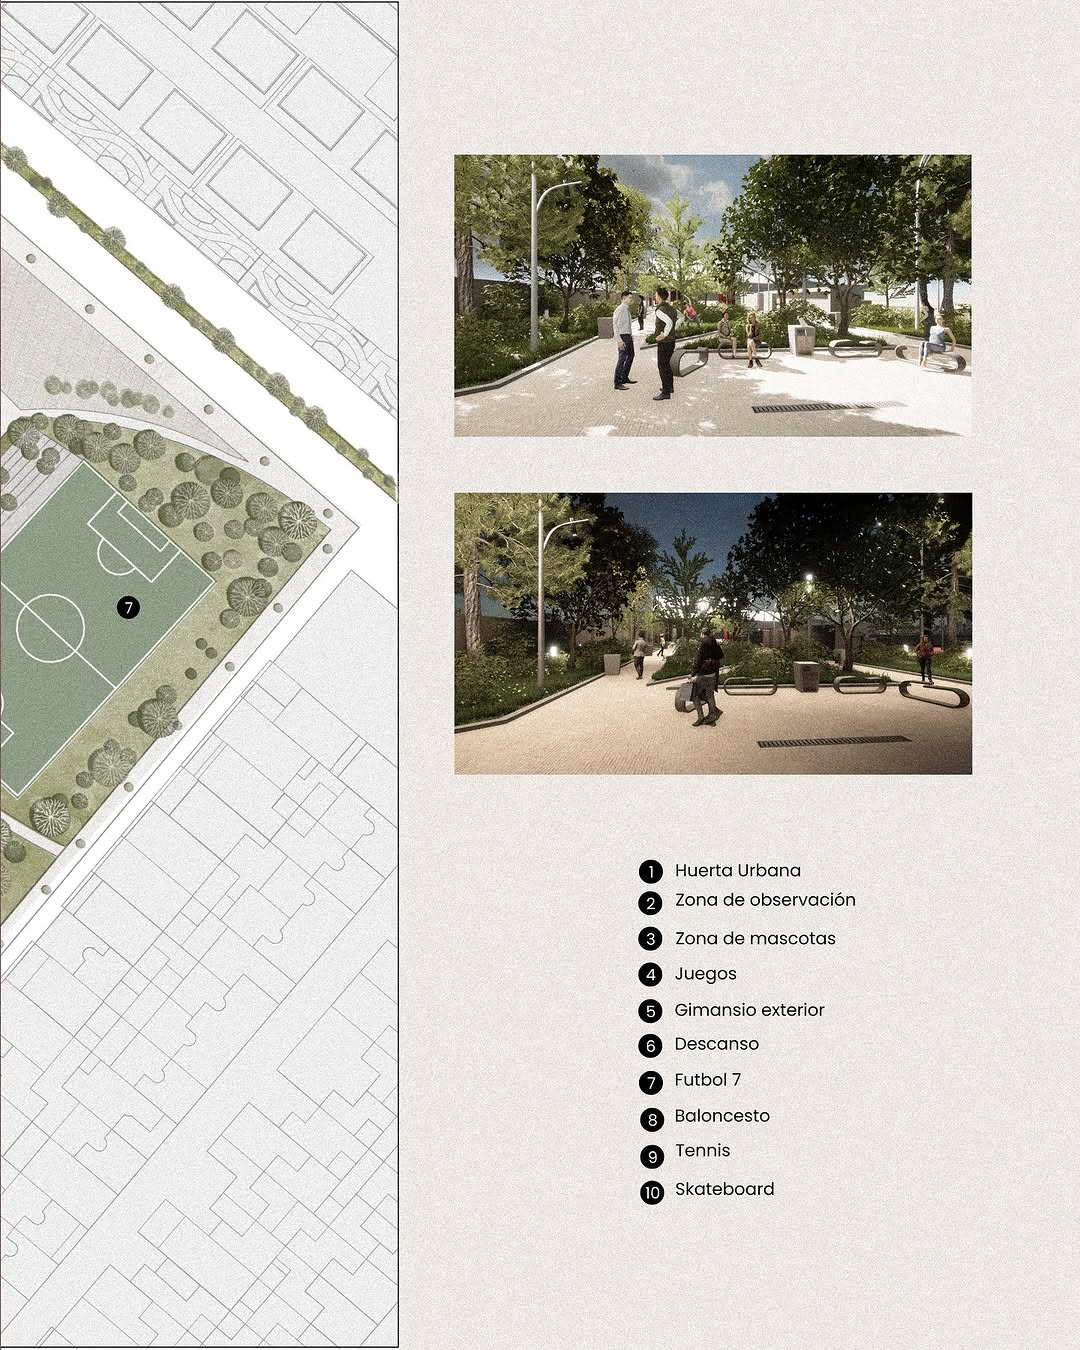 7
1 Huerta Urbana
2 Zona de observación
3 Zona de mascotas
4 Juegos
5 Gimansio exterior
6 Descanso
7 Futbol 7
8 Baloncesto
9 Tennis
10 Skateboard